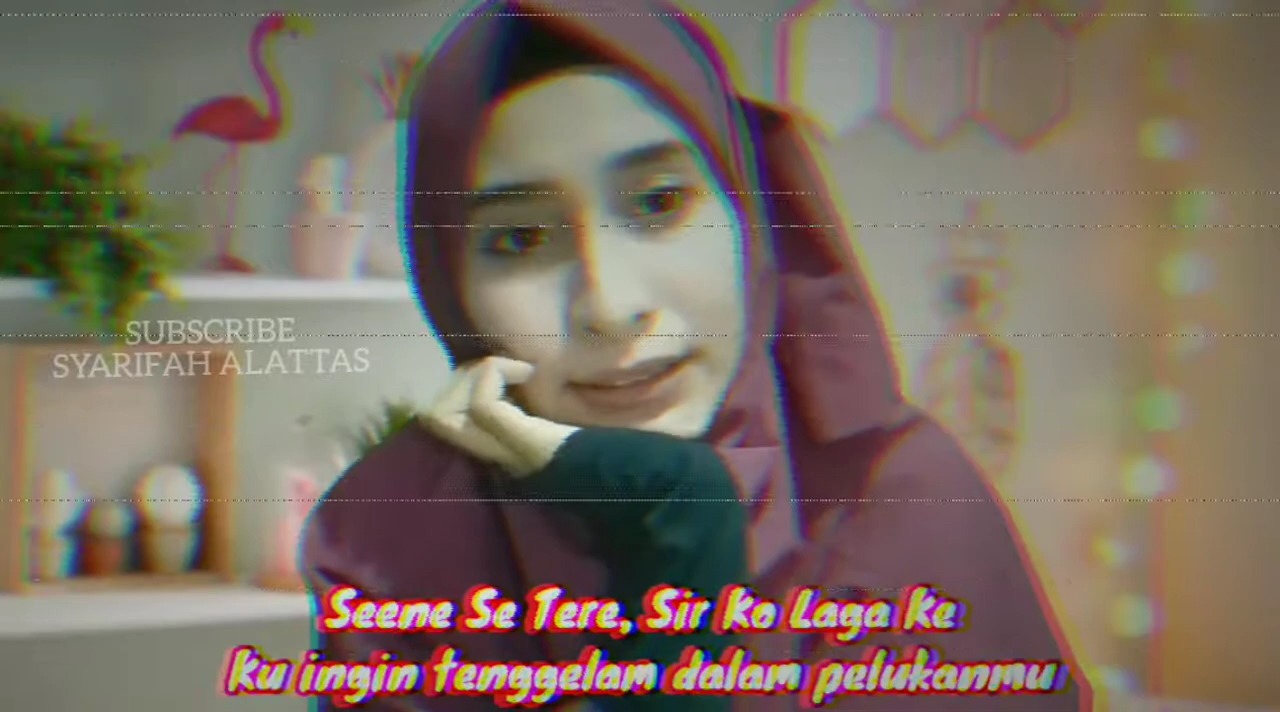 SUBSCRIBE
SYARIFAH ALATTAS
Seene Se Tere, Sir Ko Laga Ke
Ku ingin tenggelam dalam pelukanmu